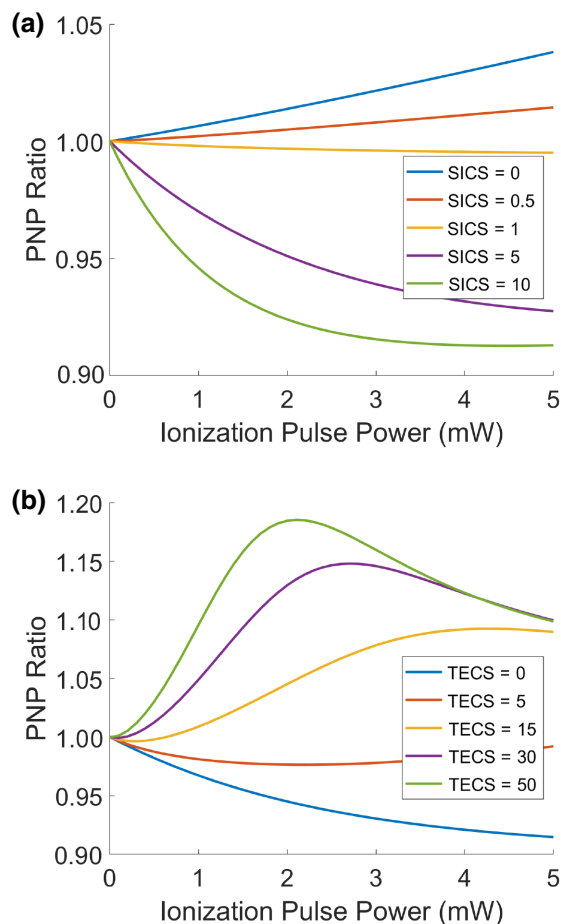 (a)
1.05
1.00
0.95
0.90
PNP Ratio
SICS = 0
SICS = 0.5
SICS = 1
SICS = 5
SICS = 10
0 1 2 3 4 5
Ionization Pulse Power (mW)
(b)
1.20
1.15
1.10
1.05
1.00
0.95
0.90
PNP Ratio
TECS = 0
TECS = 5
TECS = 15
TECS = 30
TECS = 50
0 1 2 3 4 5
Ionization Pulse Power (mW)